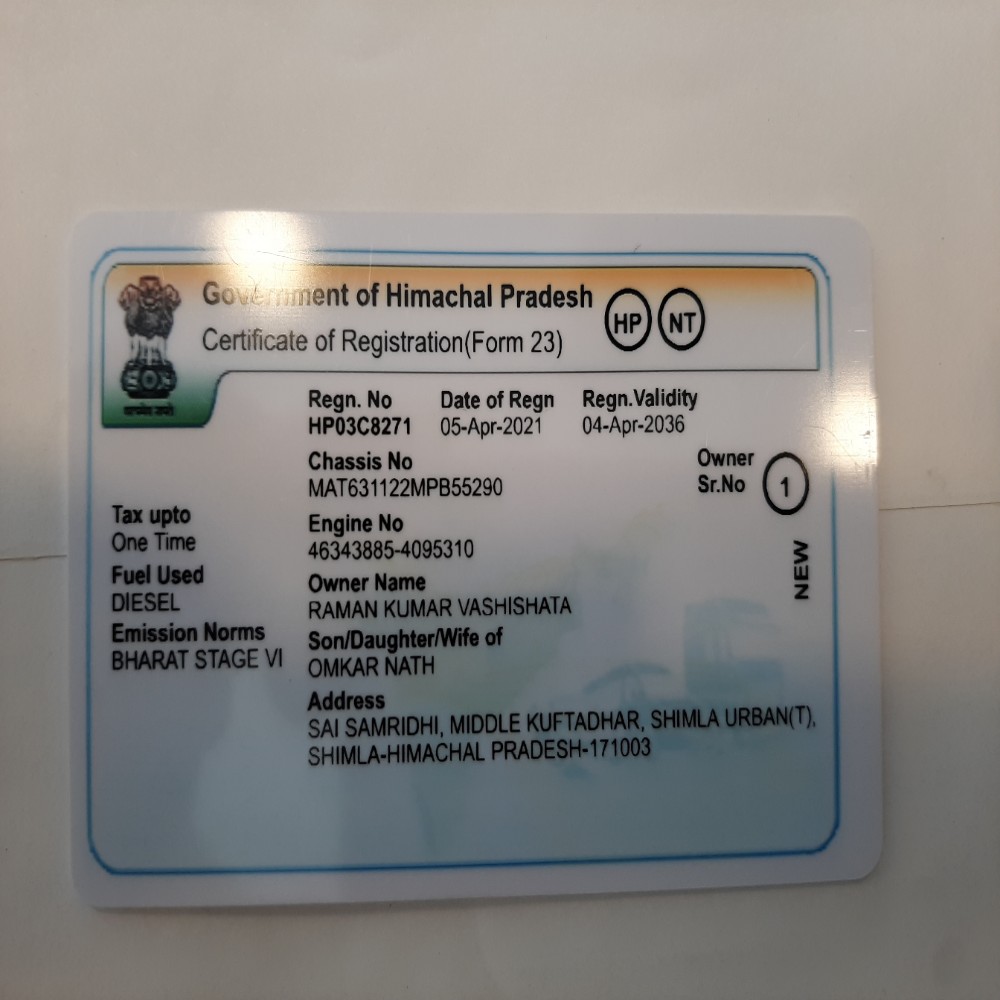 Government of Himachal Pradesh
HP NT
Certificate of Registration(Form 23)
Regn. No Date of Regn Regn.Validity
HP03C8271 05-Apr-2021 04-Apr-2036
Chassis No
MAT631122MPB55290
Owner
Sr.No 1
NEW
Tax upto
One Time
Engine No
46343885-4095310
Fuel Used
DIESEL
Owner Name
RAMAN KUMAR VASHISHATA
Emission Norms
BHARAT STAGE VI
Son/Daughter/Wife of
OMKAR NATH
Address
SAI SAMRIDHI, MIDDLE KUFTADHAR, SHIMLA URBAN(T),
SHIMLA-HIMACHAL PRADESH-171003